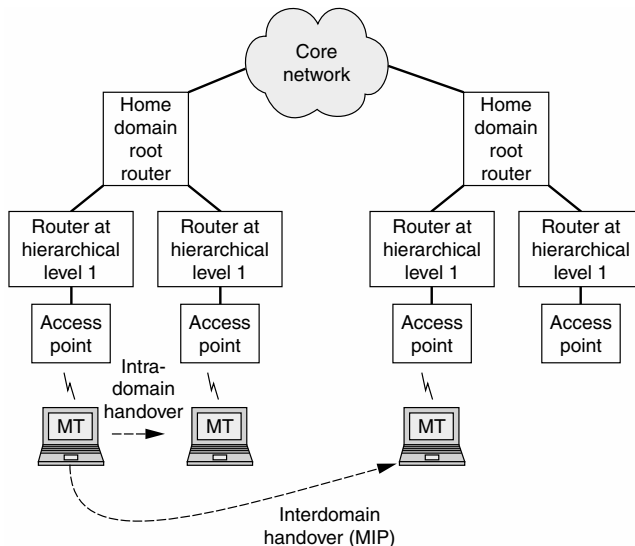 Core
network
Home
domain
root
router
Home
domain
root
router
Router at
hierarchical
level 1
Router at
hierarchical
level 1
Router at
hierarchical
level 1
Router at
hierarchical
level 1
Access
point
Access
point
Access
point
Access
point
Intra-
domain
handover
MT
MT
MT
Interdomain
handover (MIP)